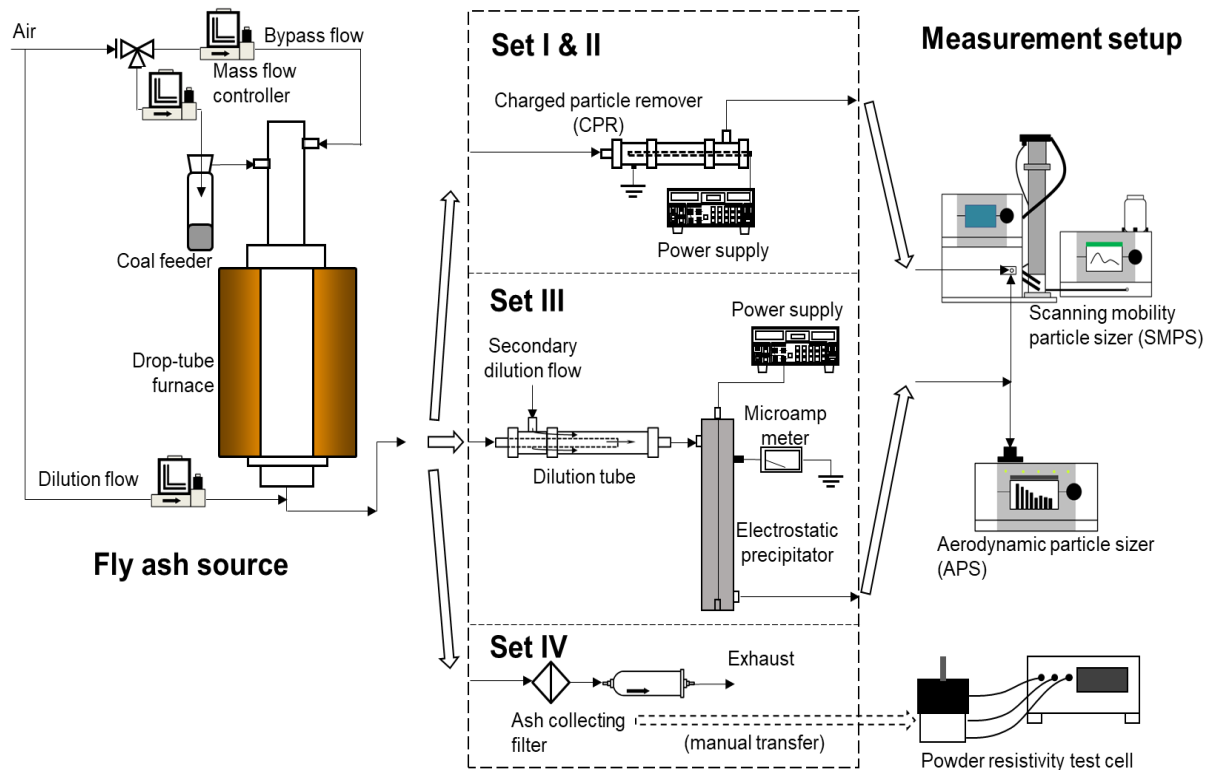 Air
Bypass flow
Mass flow
controller
Coal feeder
Drop-tube
furnace
Dilution flow
Fly ash source
Set I & II
Charged particle remover
(CPR)
Power supply
Set III
Power supply
Secondary
dilution flow
Microamp
meter
Dilution tube
Electrostatic
precipitator
Set IV
Exhaust
Ash collecting
filter
(manual transfer)
Measurement setup
Scanning mobility
particle sizer (SMPS)
Aerodynamic particle sizer
(APS)
Powder resistivity test cell